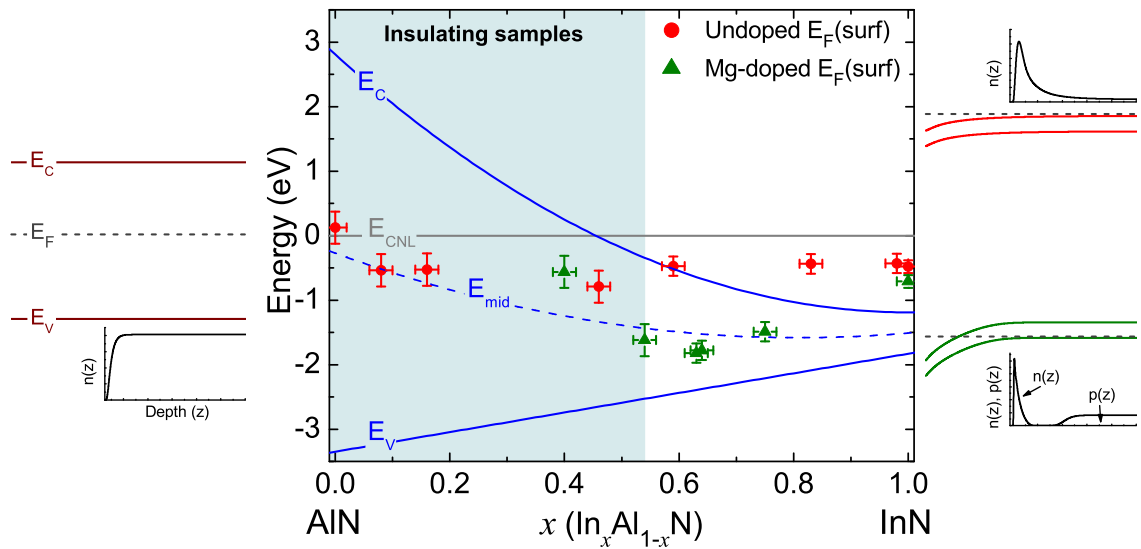 Insulating samples
Undoped E_F(surf)
Mg-doped E_F(surf)
E_C
E_CNL
E_mid
E_V
Energy (eV)
3
2
1
0
-1
-2
-3
0.0
0.2
0.4
0.6
0.8
1.0
AlN
x (In_xAl_{1-x}N)
InN
E_C
E_F
E_V
n(z)
Depth (z)
n(z)
n(z), p(z)
n(z)
p(z)